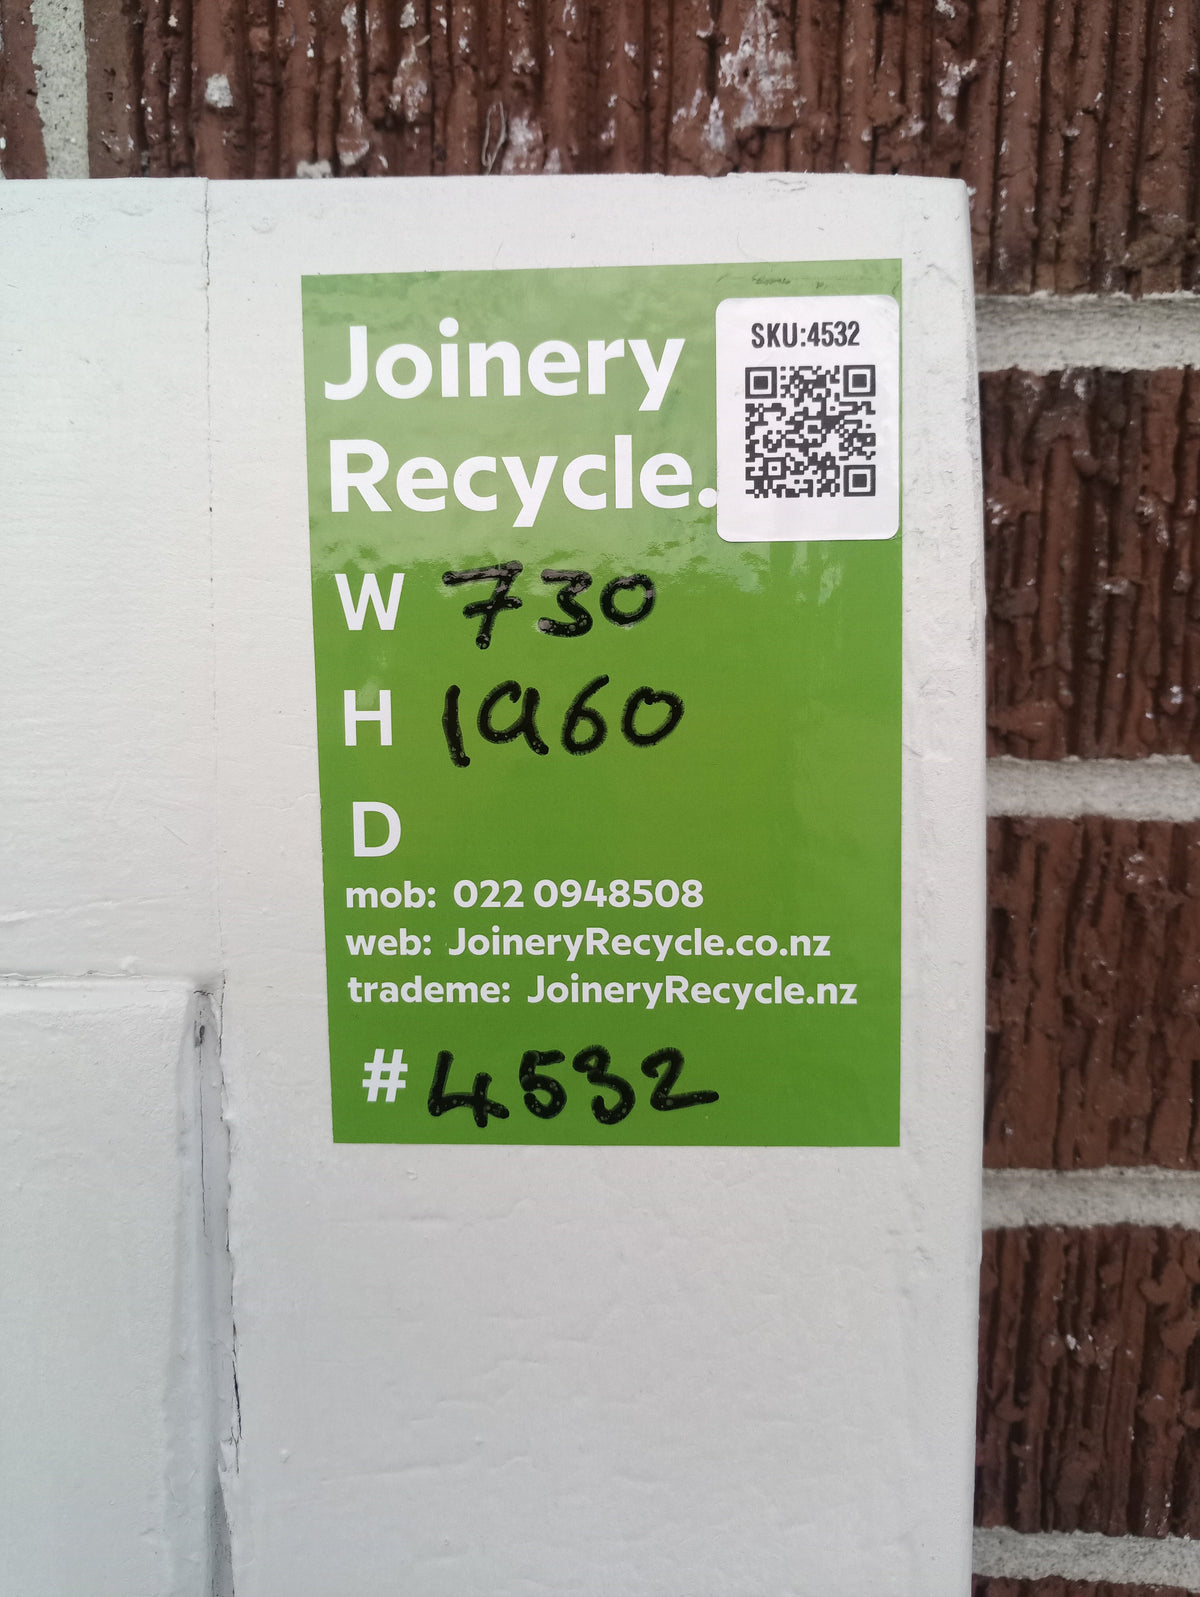 Joinery
Recycle.
SKU:4532
W 730
H 1960
D
mob: 022 0948508
web: JoineryRecycle.co.nz
trademe: JoineryRecycle.nz
# 4532